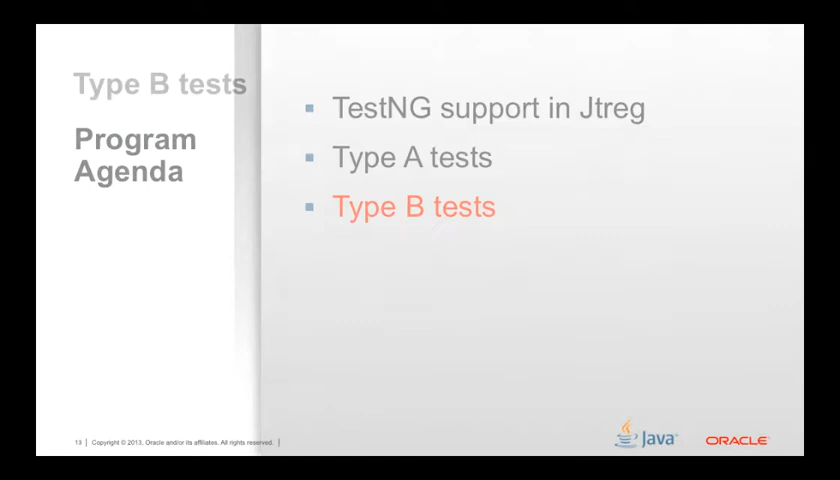 Type B tests
Program
Agenda
TestNG support in Jtreg
Type A tests
Type B tests
13 | Copyright © 2013, Oracle and/or its affiliates. All rights reserved. |
Java
ORACLE